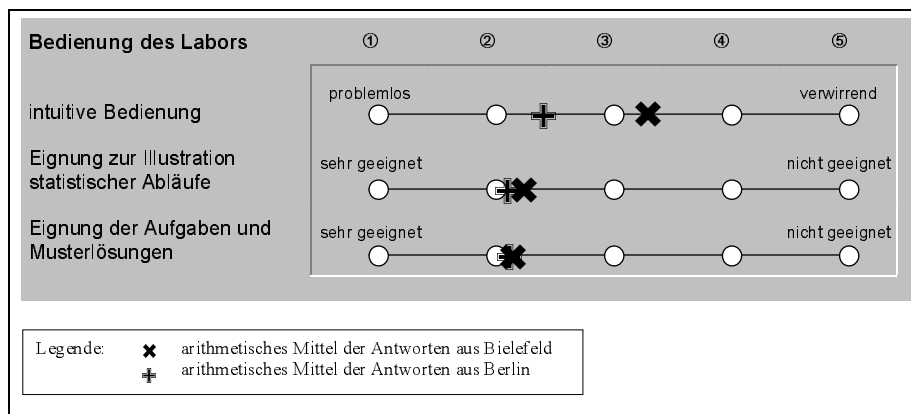 Bedienung des Labors ① ② ③ ④ ⑤
problemlos verwirrend
intuitive Bedienung
Eignung zur Illustration
statistischer Abläufe
sehr geeignet nicht geeignet
Eignung der Aufgaben und
Musterlösungen
sehr geeignet nicht geeignet
Legende: arithmetisches Mittel der Antworten aus Bielefeld
arithmetisches Mittel der Antworten aus Berlin